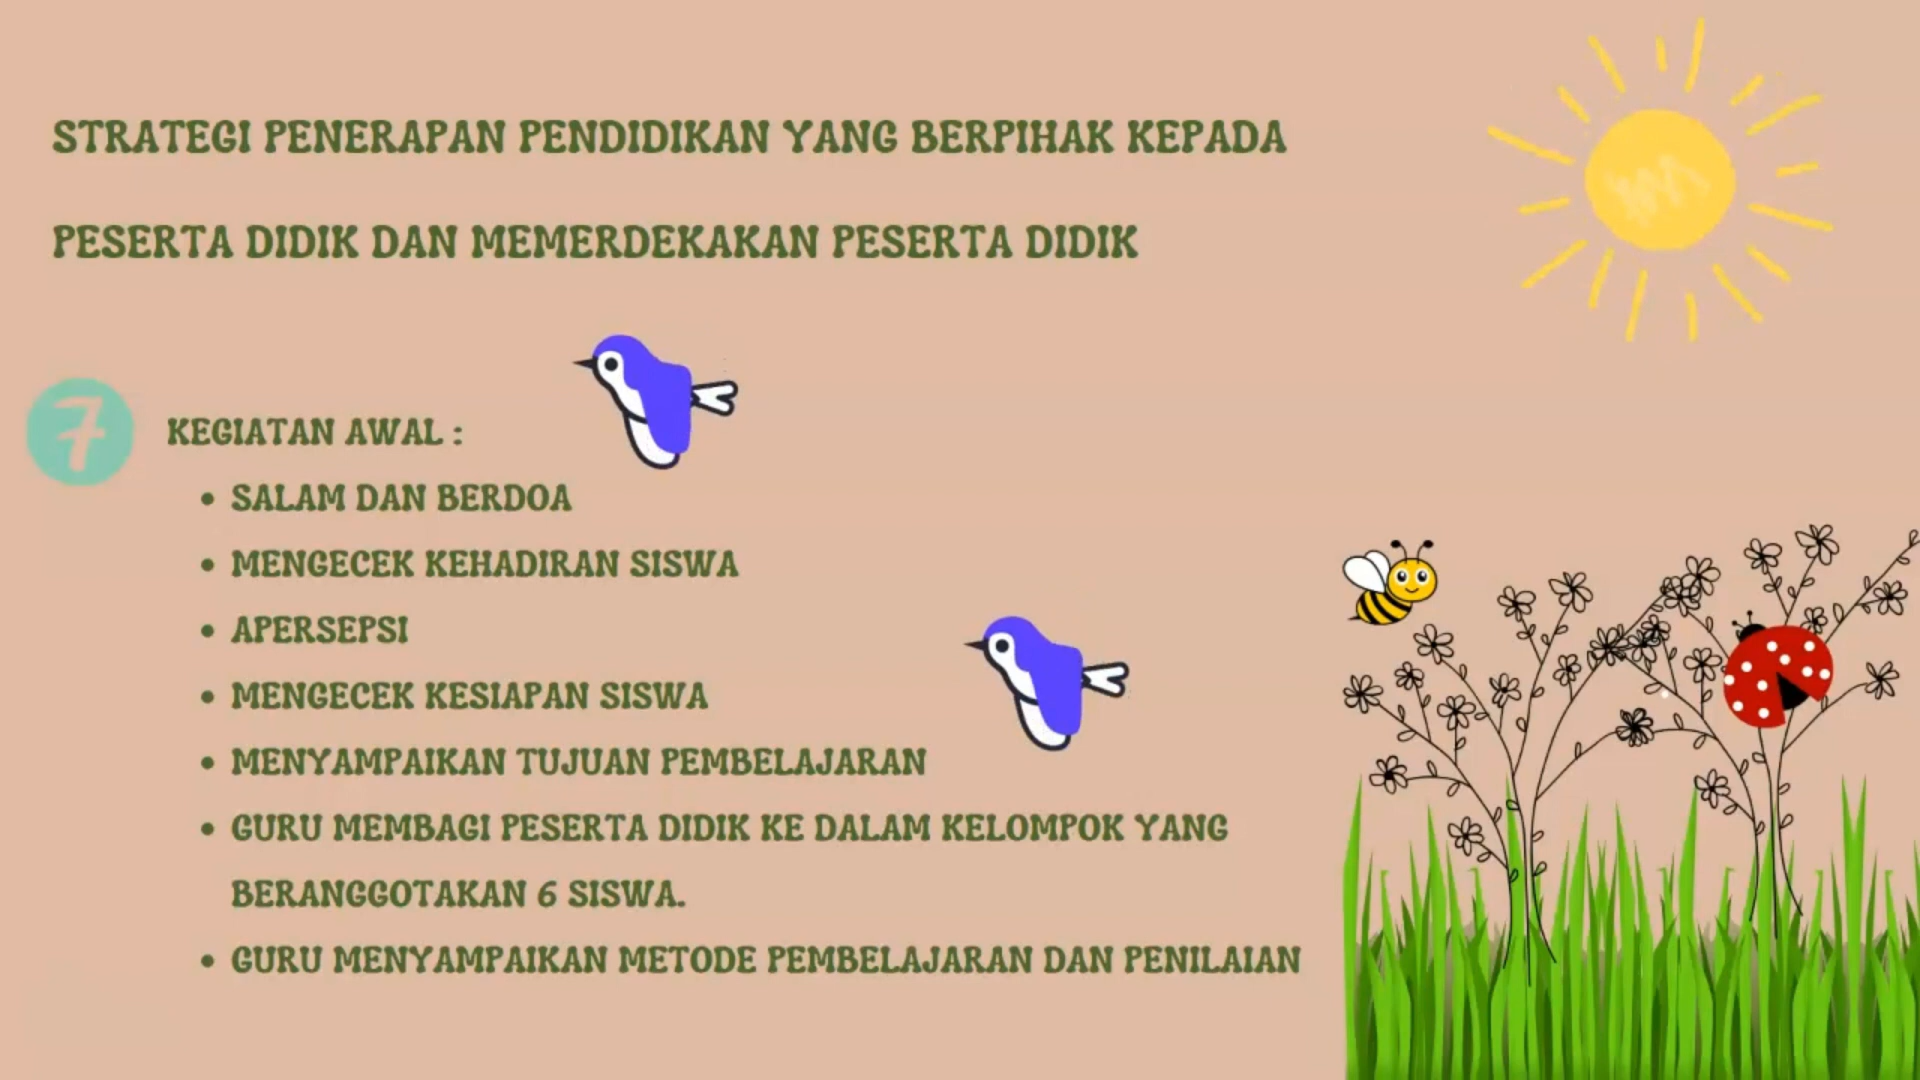 STRATEGI PENERAPAN PENDIDIKAN YANG BERPIHAK KEPADA
PESERTA DIDIK DAN MEMERDEKAKAN PESERTA DIDIK
7 KEGIATAN AWAL :
• SALAM DAN BERDOA
• MENGECEK KEHADIRAN SISWA
• APERSEPSI
• MENGECEK KESIAPAN SISWA
• MENYAMPAIKAN TUJUAN PEMBELAJARAN
• GURU MEMBAGI PESERTA DIDIK KE DALAM KELOMPOK YANG
BERANGGOTAKAN 6 SISWA.
• GURU MENYAMPAIKAN METODE PEMBELAJARAN DAN PENILAIAN